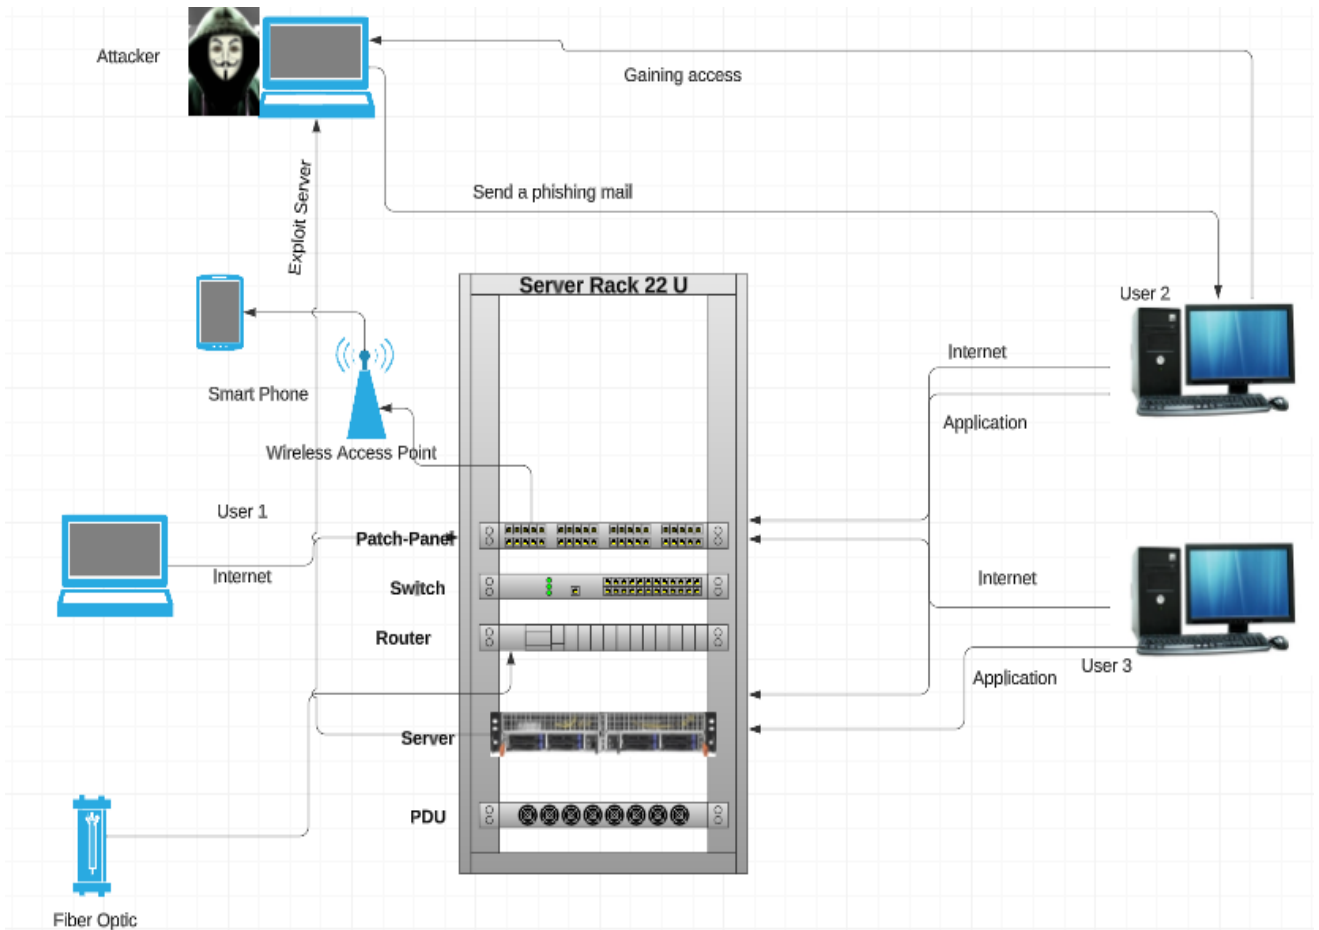 Attacker
Gaining access
Send a phishing mail
Exploit Server
Server Rack 22 U
User 2
Internet
Smart Phone
Application
Wireless Access Point
User 1
Patch-Panel
Internet
Internet
Switch
Router
User 3
Application
Server
PDU
Fiber Optic